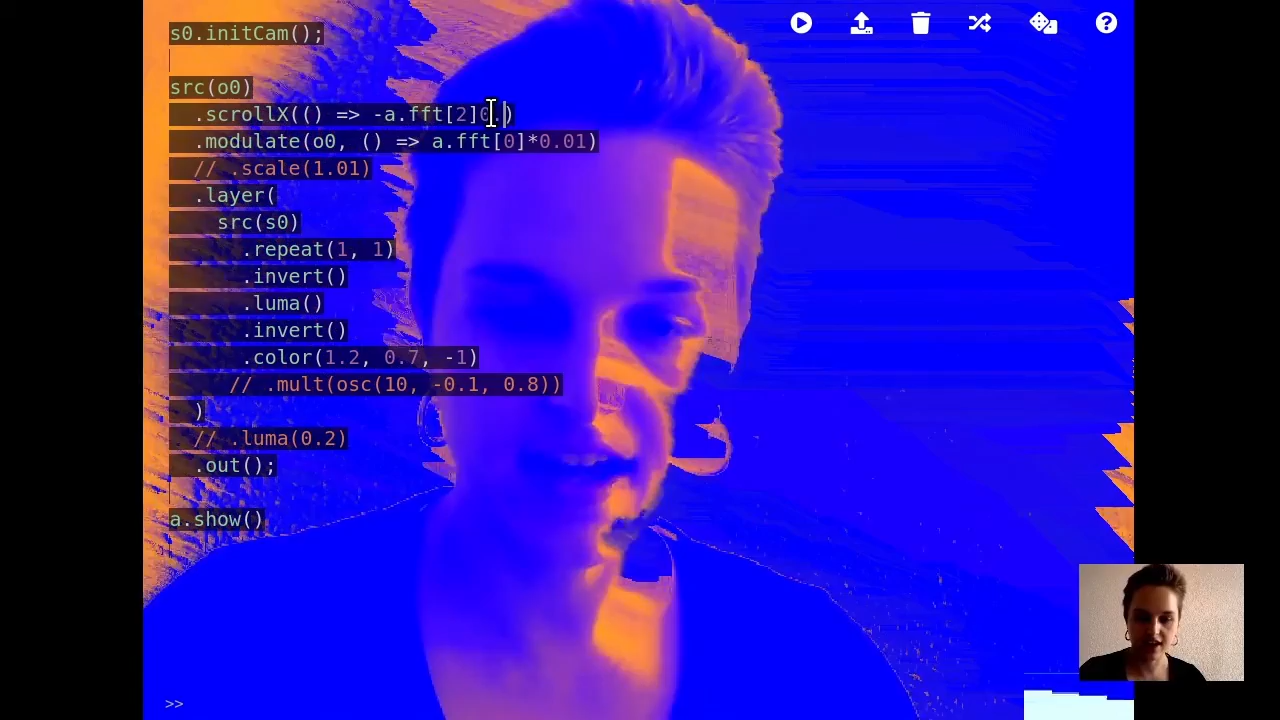 s0.initCam();
src(o0)
.scrollX(() => -a.fft[2]0.)
.modulate(o0, () => a.fft[0]*0.01)
// .scale(1.01)
.layer(
src(s0)
.repeat(1, 1)
.invert()
.luma()
.invert()
.color(1.2, 0.7, -1)
// .mult(osc(10, -0.1, 0.8))
)
// .luma(0.2)
.out();
a.show()
>>